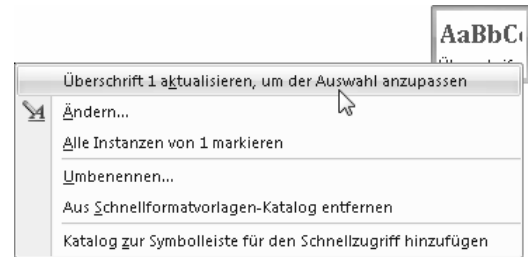 AaBbC
Überschrift 1 aktualisieren, um der Auswahl anzupassen
Ändern...
Alle Instanzen von 1 markieren
Umbenennen...
Aus Schnellformatvorlagen-Katalog entfernen
Katalog zur Symbolleiste für den Schnellzugriff hinzufügen